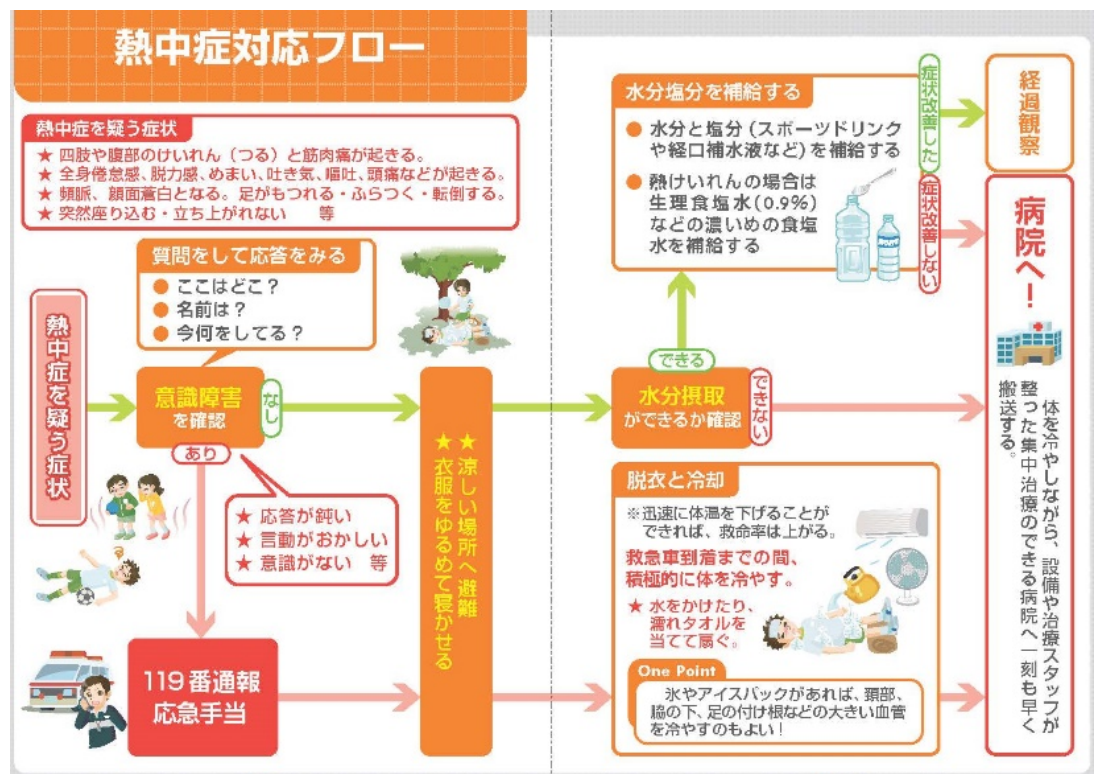 熱中症対応フロー
熱中症を疑う症状
★ 四肢や腹部のけいれん（つる）と筋肉痛が起きる。
★ 全身倦怠感、脱力感、めまい、吐き気、嘔吐、頭痛などが起きる。
★ 頻脈、顔面蒼白となる。足がもつれる・ふらつく・転倒する。
★ 突然座り込む・立ち上がれない 等
質問をして応答をみる
● ここはどこ？
● 名前は？
● 今何をしてる？
熱中症を疑う症状
意識障害
を確認
なし
あり
★ 応答が鈍い
★ 言動がおかしい
★ 意識がない 等
119番通報
応急手当
★ 涼しい場所へ避難
★ 衣服をゆるめて寝かせる
水分塩分を補給する
● 水分と塩分（スポーツドリンク
や経口補水液など）を補給する
● 熱けいれんの場合は
生理食塩水（0.9％）
などの濃いめの食塩
水を補給する
症状改善した
症状改善しない
経過観察
できる
水分摂取
ができるか確認
できない
脱衣と冷却
※迅速に体温を下げることが
できれば、救命率は上がる。
救急車到着までの間、
積極的に体を冷やす。
★ 水をかけたり、
濡れタオルを
当てて扇ぐ。
One Point
氷やアイスパックがあれば、頚部、
脇の下、足の付け根などの大きい血管
を冷やすのもよい！
病院へ！
体を冷やしながら、設備や治療スタッフが
整った集中治療のできる病院へ一刻も早く
搬送する。